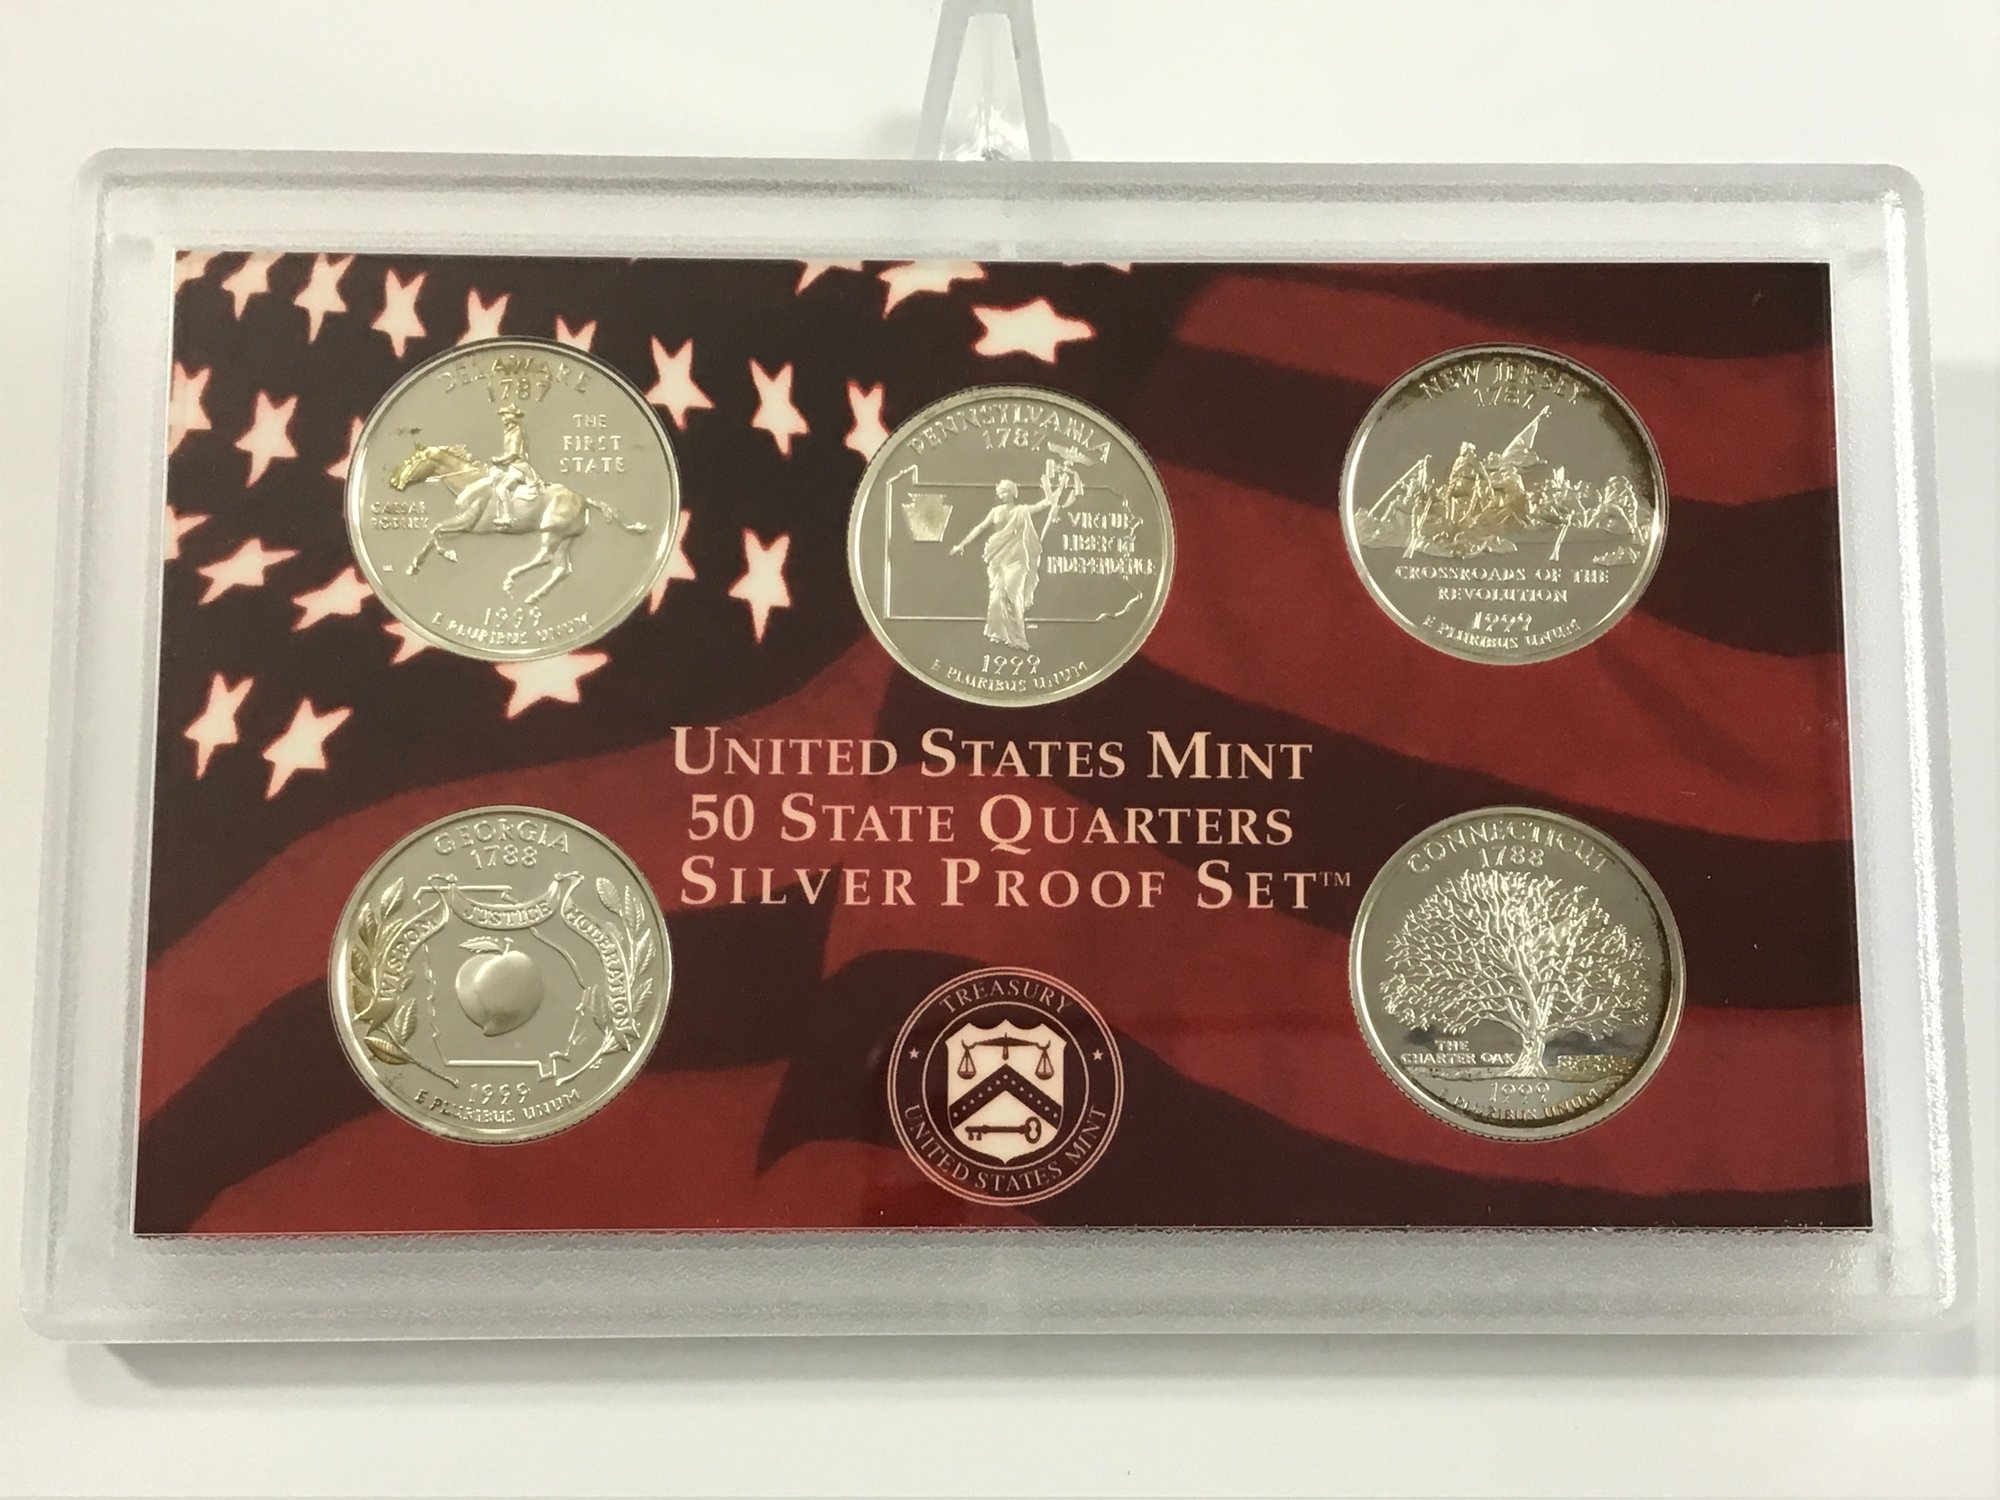 DELAWARE
1787
THE
FIRST
STATE
CAESAR
RODNEY
1999
E PLURIBUS UNUM
PENNSYLVANIA
1787
VIRTUE
LIBERTY
INDEPENDENCE
1999
E PLURIBUS UNUM
NEW JERSEY
1787
CROSSROADS OF THE
REVOLUTION
1999
E PLURIBUS UNUM
UNITED STATES MINT
50 STATE QUARTERS
SILVER PROOF SET™
GEORGIA
1788
WISDOM JUSTICE MODERATION
1999
E PLURIBUS UNUM
TREASURY
UNITED STATES MINT
CONNECTICUT
1788
THE
CHARTER OAK
1999
E PLURIBUS UNUM